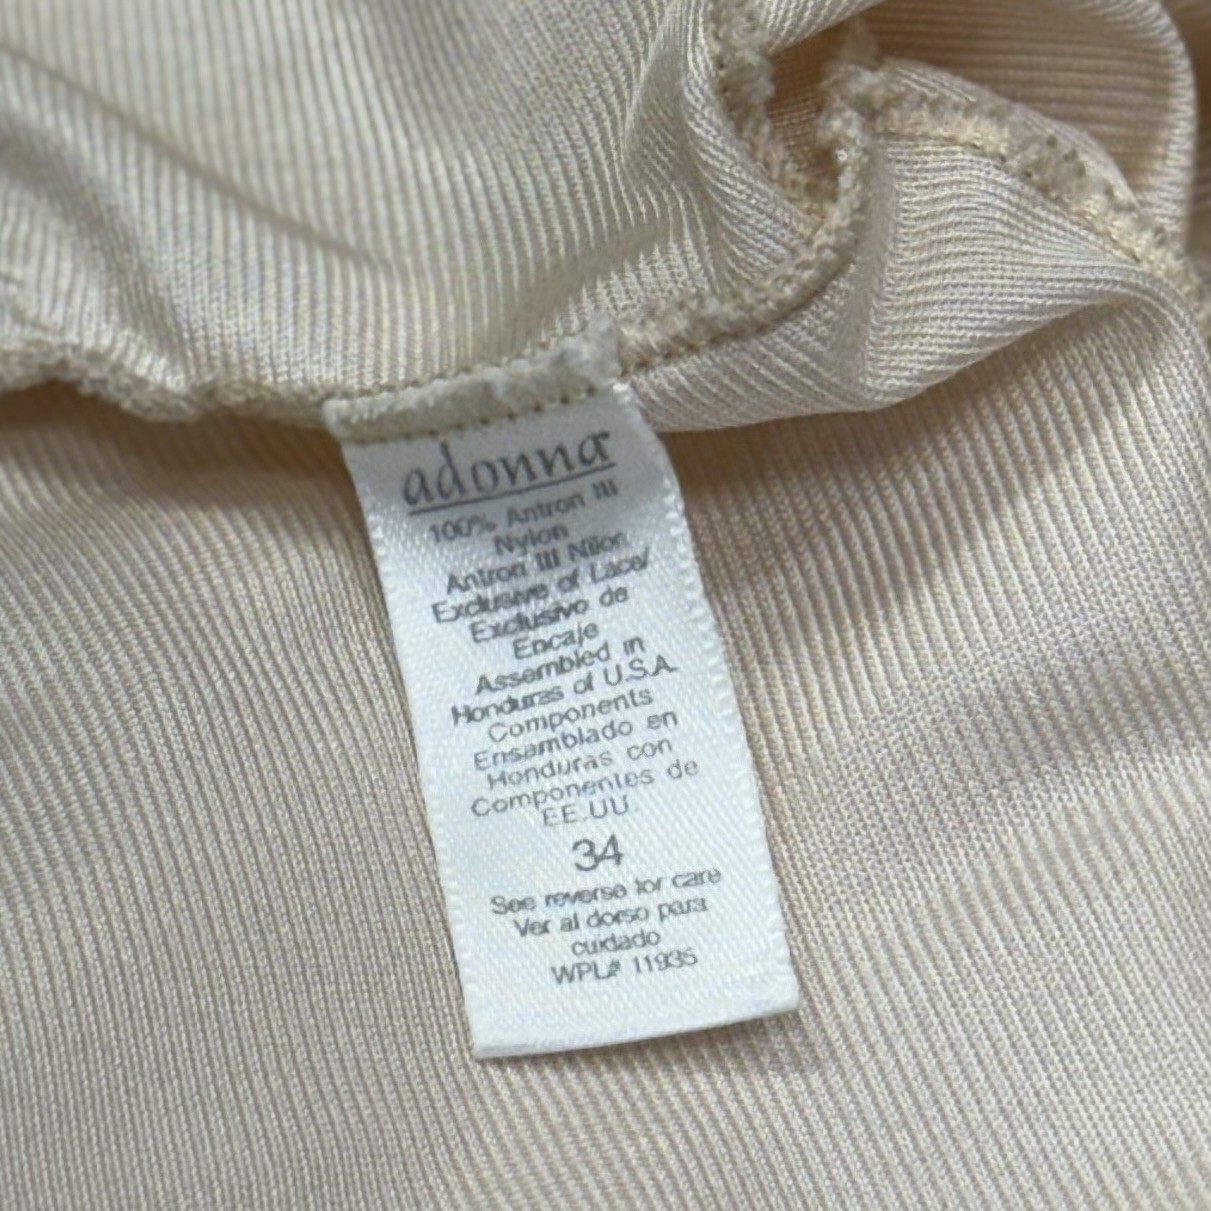 adonna
100% Antron III
Nylon
Antron III Nilon
Exclusive of Lace/
Exclusivo de
Encaje
Assembled in
Honduras of U.S.A.
Components
Ensamblado en
Honduras con
Componentes de
EE.UU.
34
See reverse for care
Ver al dorso para
cuidado
WPL# 11935